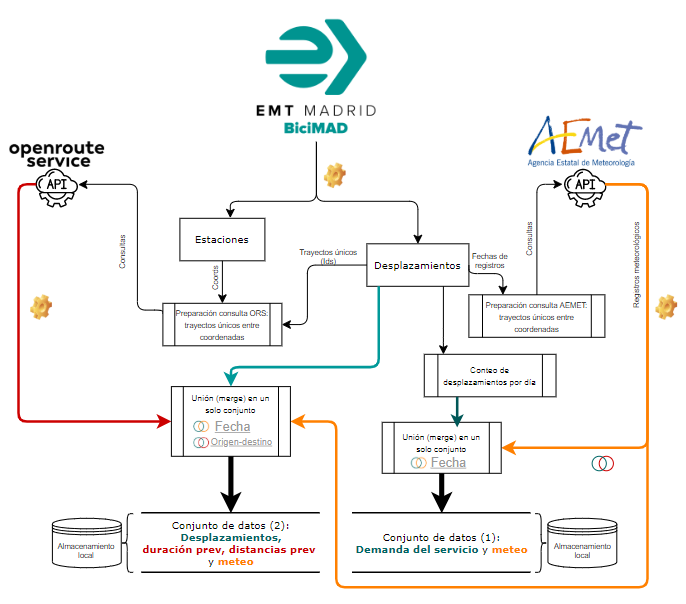 EMT MADRID
BiciMAD
openroute
service
API
AEMet
Agencia Estatal de Meteorología
API
Estaciones
Desplazamientos
Trayectos únicos
(Ids)
Fechas de
registros
Consultas
Coords
Consultas
Registros meteorológicos
Preparación consulta ORS:
trayectos únicos entre
coordenadas
Preparación consulta AEMET:
trayectos únicos entre
coordenadas
Conteo de
desplazamientos por día
Unión (merge) en un
solo conjunto
Fecha
Origen-destino
Unión (merge) en un
solo conjunto
Fecha
Almacenamiento
local
Conjunto de datos (2):
Desplazamientos,
duración prev, distancias prev
y meteo
Conjunto de datos (1):
Demanda del servicio y meteo
Almacenamiento
local